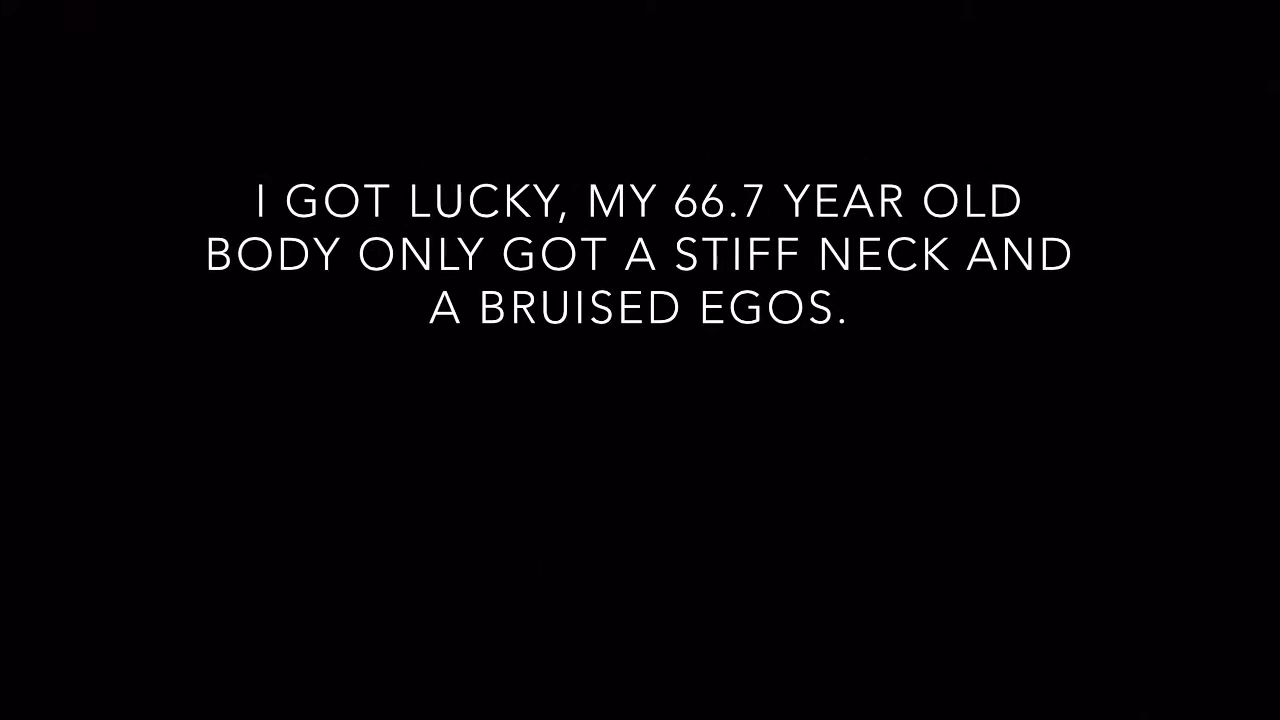 I GOT LUCKY, MY 66.7 YEAR OLD
BODY ONLY GOT A STIFF NECK AND
A BRUISED EGOS.